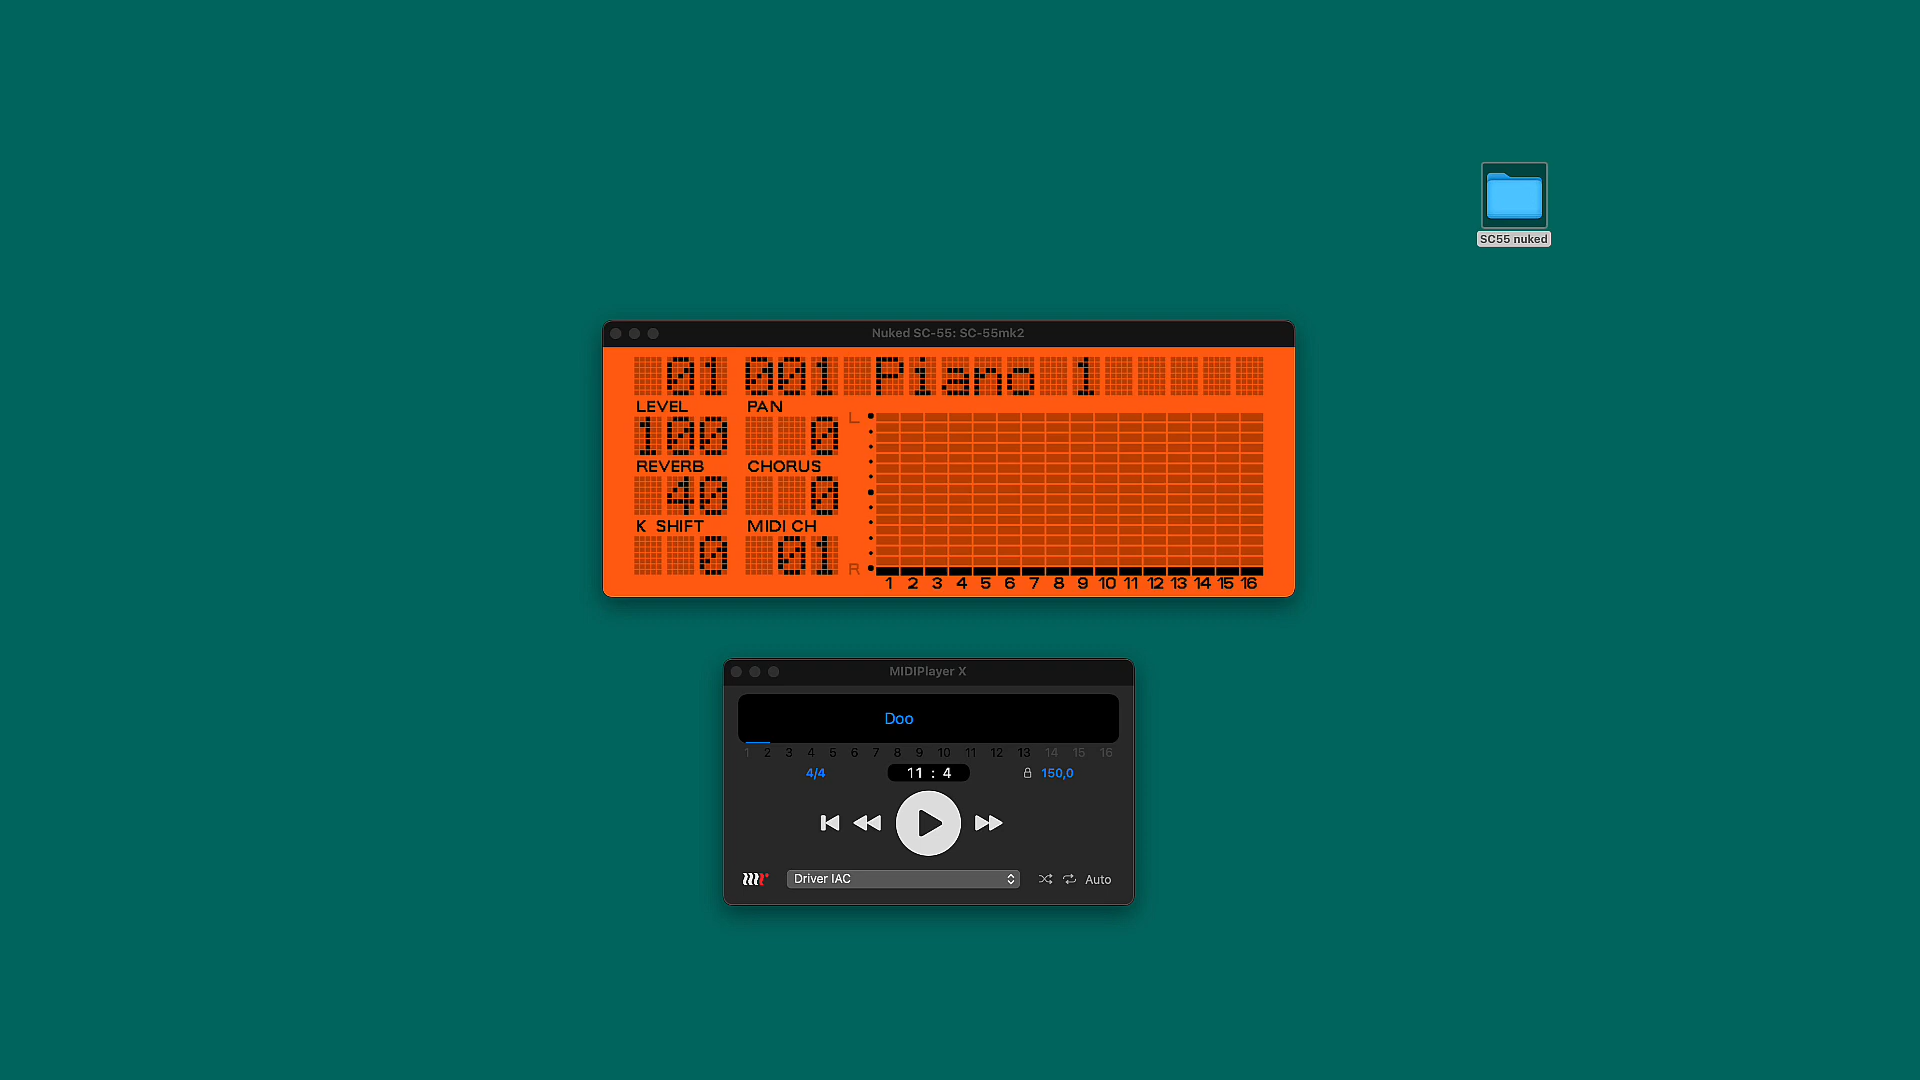 SC55 nuked
Nuked SC-55: SC-55mk2
01 001 Piano 1
LEVEL PAN
100 0
L
REVERB CHORUS
40 0
K SHIFT MIDI CH
0 01
R
1 2 3 4 5 6 7 8 9 10 11 12 13 14 15 16
MIDIPlayer X
Doo
1 2 3 4 5 6 7 8 9 10 11 12 13 14 15 16
4/4 11 : 4 150,0
Driver IAC Auto